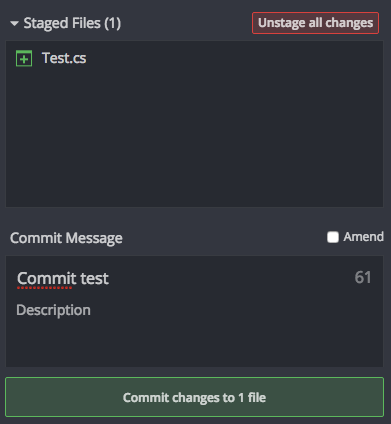 Staged Files (1)
Unstage all changes
Test.cs
Commit Message
Amend
Commit test
61
Description
Commit changes to 1 file